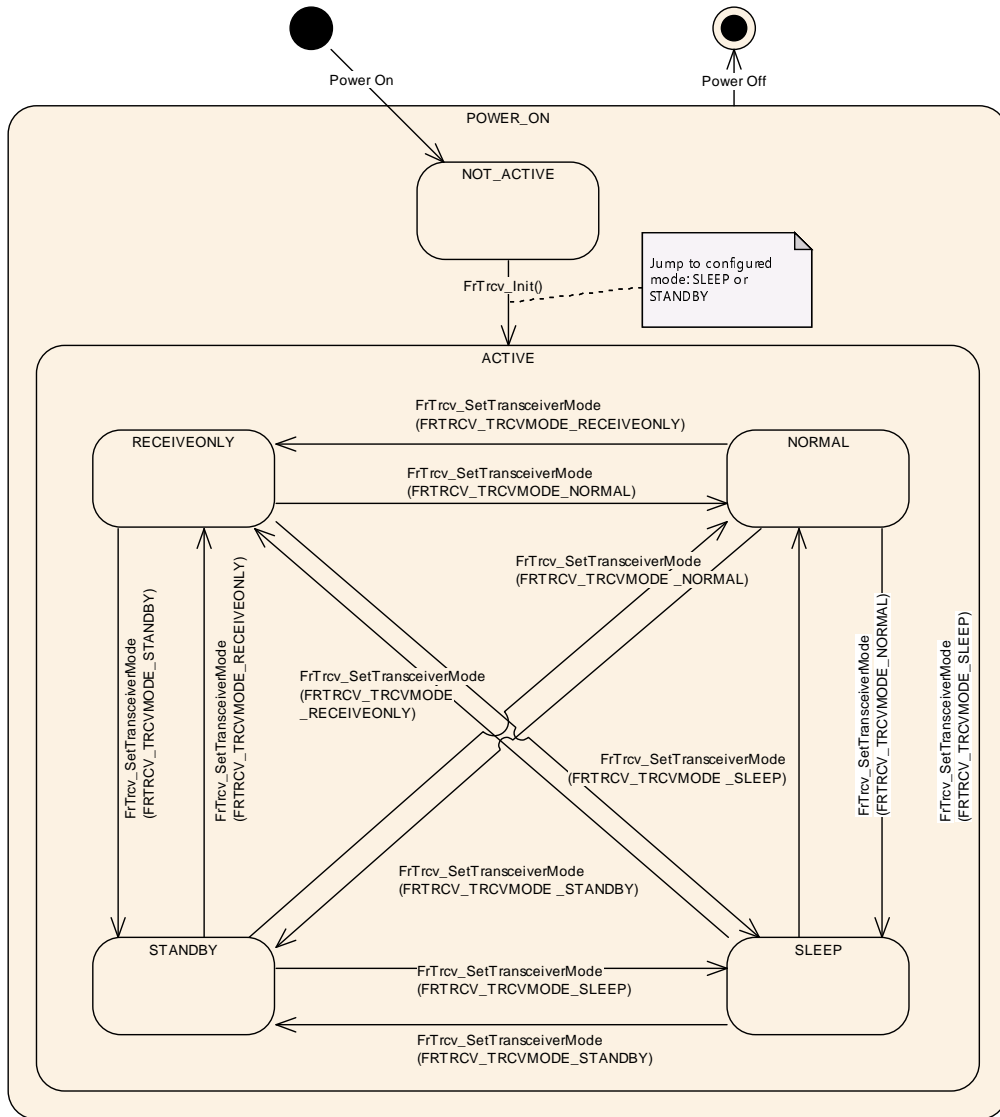 Power On
Power Off
POWER_ON
NOT_ACTIVE
FrTrcv_Init()
Jump to configured
mode: SLEEP or
STANDBY
ACTIVE
FrTrcv_SetTransceiverMode
(FRTRCV_TRCVMODE_RECEIVEONLY)
RECEIVEONLY
NORMAL
FrTrcv_SetTransceiverMode
(FRTRCV_TRCVMODE_NORMAL)
FrTrcv_SetTransceiverMode
(FRTRCV_TRCVMODE _NORMAL)
FrTrcv_SetTransceiverMode
(FRTRCV_TRCVMODE_STANDBY)
FrTrcv_SetTransceiverMode
(FRTRCV_TRCVMODE_RECEIVEONLY)
FrTrcv_SetTransceiverMode
(FRTRCV_TRCVMODE
_RECEIVEONLY)
FrTrcv_SetTransceiverMode
(FRTRCV_TRCVMODE_NORMAL)
FrTrcv_SetTransceiverMode
(FRTRCV_TRCVMODE_SLEEP)
FrTrcv_SetTransceiverMode
(FRTRCV_TRCVMODE _SLEEP)
FrTrcv_SetTransceiverMode
(FRTRCV_TRCVMODE _STANDBY)
STANDBY
SLEEP
FrTrcv_SetTransceiverMode
(FRTRCV_TRCVMODE_SLEEP)
FrTrcv_SetTransceiverMode
(FRTRCV_TRCVMODE_STANDBY)